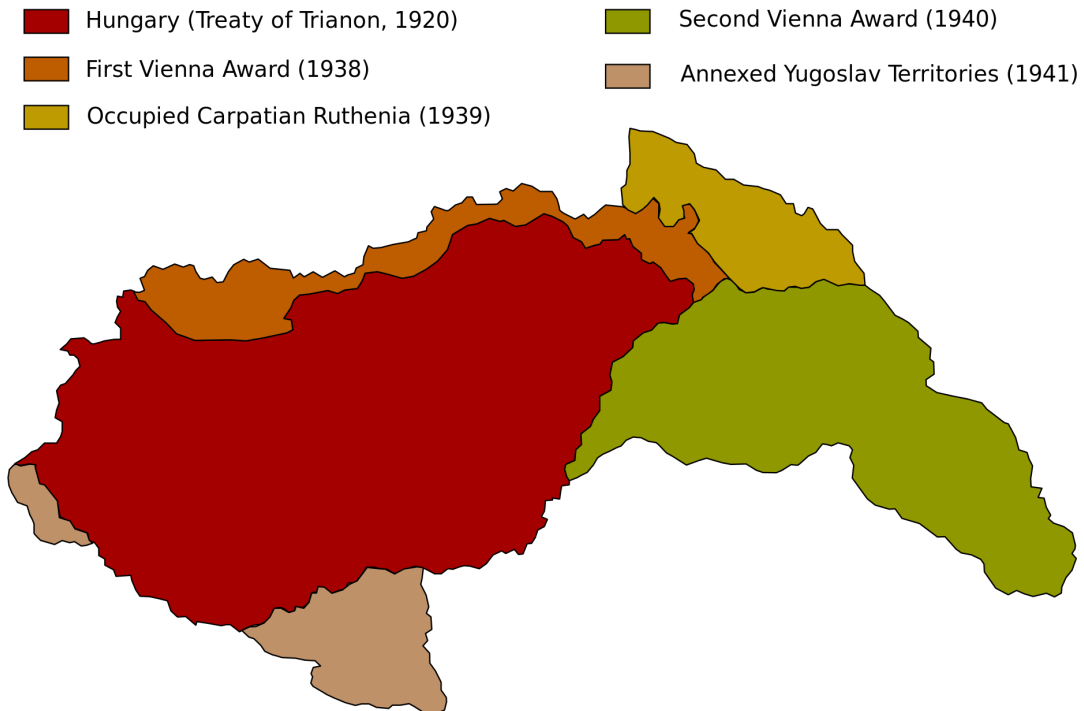 Hungary (Treaty of Trianon, 1920)
First Vienna Award (1938)
Occupied Carpatian Ruthenia (1939)
Second Vienna Award (1940)
Annexed Yugoslav Territories (1941)